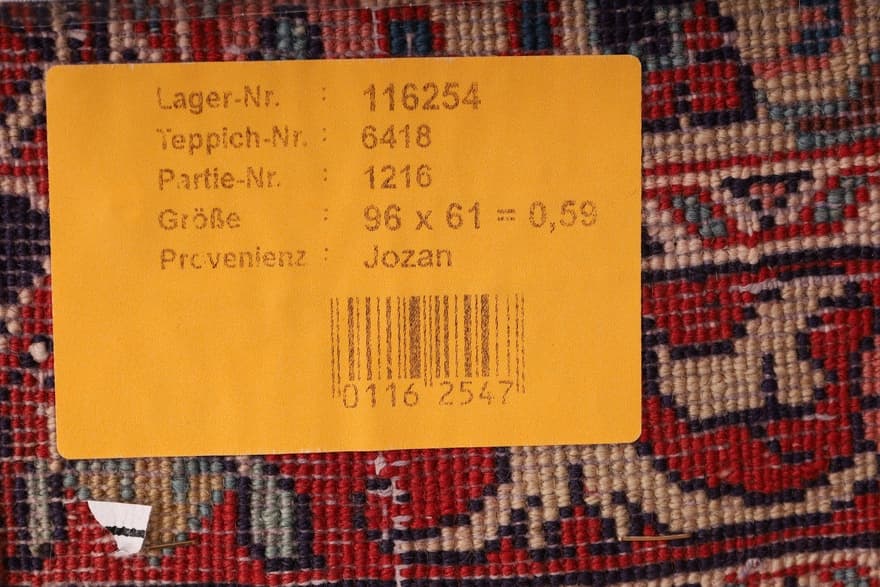 Lager-Nr. : 116254
Teppich-Nr. : 6418
Partie-Nr. : 1216
Größe : 96 x 61 = 0,59
Provenienz : Jozan
0116 2547